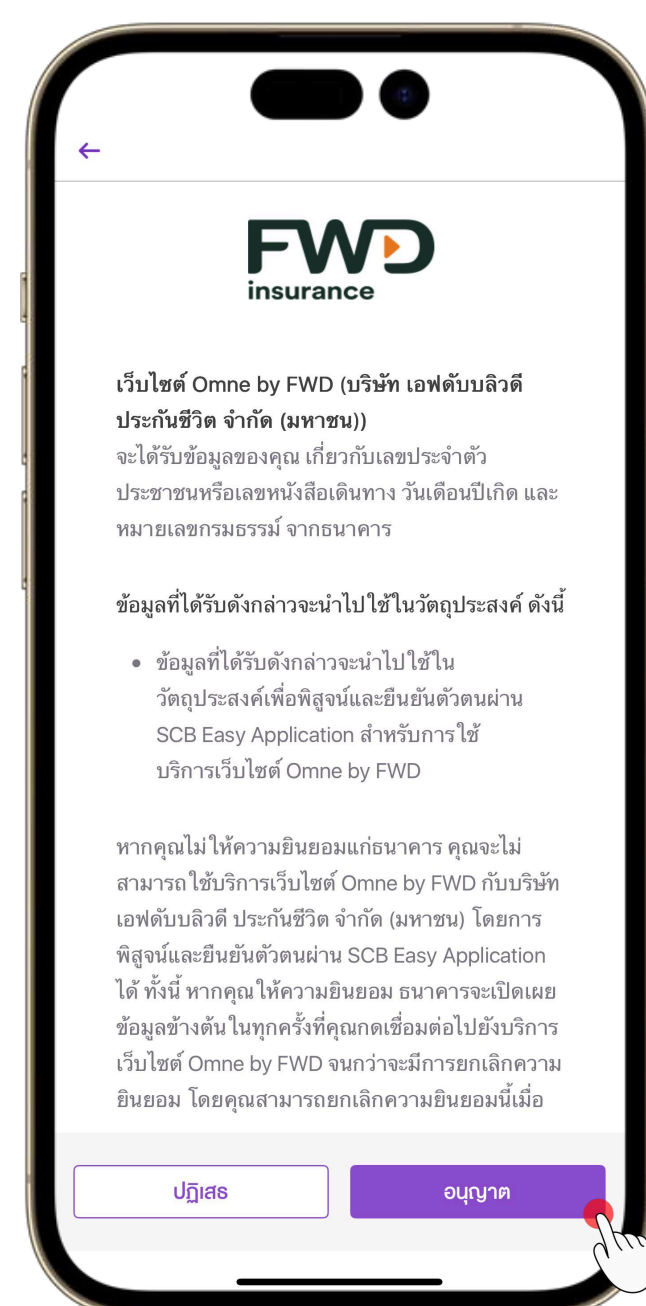 FWD
insurance
เว็บไซต์ Omne by FWD (บริษัท เอฟดับบลิวดี
ประกันชีวิต จำกัด (มหาชน))
จะได้รับข้อมูลของคุณ เกี่ยวกับเลขประจำตัว
ประชาชนหรือเลขหนังสือเดินทาง วันเดือนปีเกิด และ
หมายเลขกรมธรรม์ จากธนาคาร
ข้อมูลที่ได้รับดังกล่าวจะนำไปใช้ในวัตถุประสงค์ ดังนี้
• ข้อมูลที่ได้รับดังกล่าวจะนำไปใช้ใน
วัตถุประสงค์เพื่อพิสูจน์และยืนยันตัวตนผ่าน
SCB Easy Application สำหรับการใช้
บริการเว็บไซต์ Omne by FWD
หากคุณไม่ให้ความยินยอมแก่ธนาคาร คุณจะไม่
สามารถใช้บริการเว็บไซต์ Omne by FWD กับบริษัท
เอฟดับบลิวดี ประกันชีวิต จำกัด (มหาชน) โดยการ
พิสูจน์และยืนยันตัวตนผ่าน SCB Easy Application
ได้ ทั้งนี้ หากคุณให้ความยินยอม ธนาคารจะเปิดเผย
ข้อมูลข้างต้นในทุกครั้งที่คุณกดเชื่อมต่อไปยังบริการ
เว็บไซต์ Omne by FWD จนกว่าจะมีการยกเลิกความ
ยินยอม โดยคุณสามารถยกเลิกความยินยอมนี้เมื่อ
ปฏิเสธ
อนุญาต